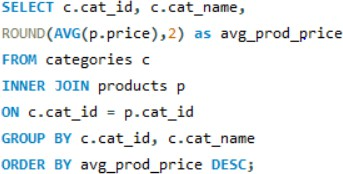 SELECT c.cat_id, c.cat_name,
ROUND(AVG(p.price),2) as avg_prod_price
FROM categories c
INNER JOIN products p
ON c.cat_id = p.cat_id
GROUP BY c.cat_id, c.cat_name
ORDER BY avg_prod_price DESC;